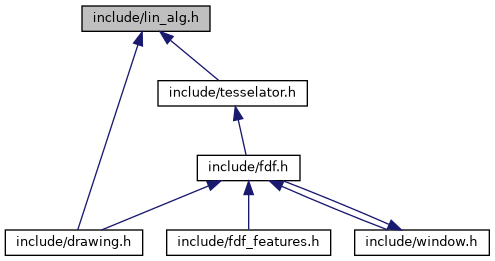 include/lin_alg.h
include/tesselator.h
include/fdf.h
include/drawing.h
include/fdf_features.h
include/window.h